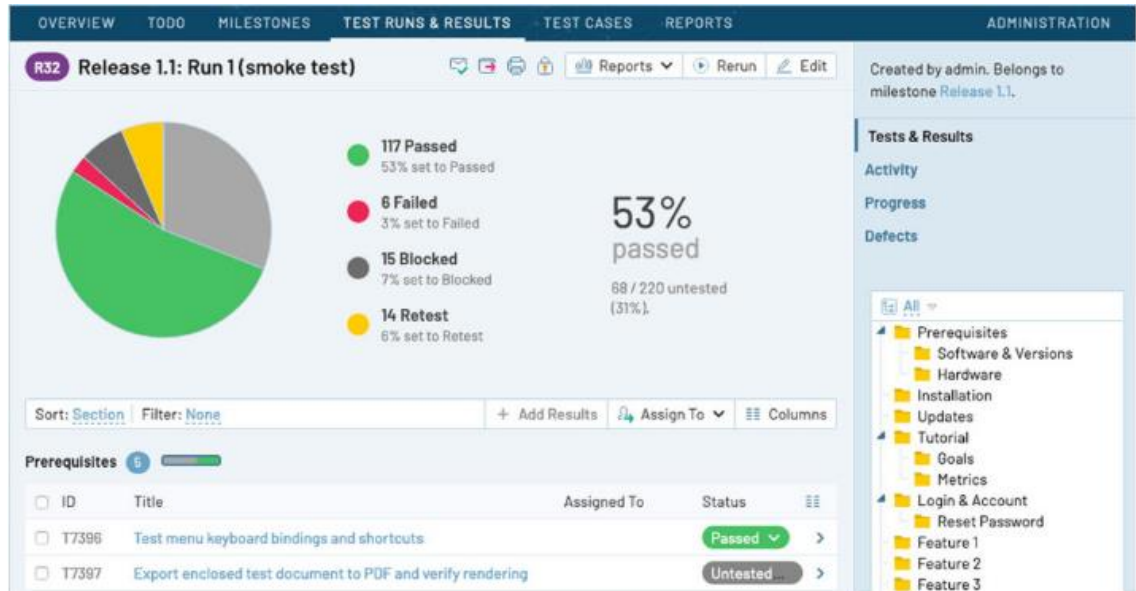 OVERVIEW TODO MILESTONES TEST RUNS & RESULTS TEST CASES REPORTS ADMINISTRATION
R32 Release 1.1: Run 1 (smoke test)
Reports Rerun Edit
117 Passed
53% set to Passed
6 Failed
3% set to Failed
15 Blocked
7% set to Blocked
14 Retest
6% set to Retest
53%
passed
68 / 220 untested
(31%).
Created by admin. Belongs to
milestone Release 1.1.
Tests & Results
Activity
Progress
Defects
All
Prerequisites
Software & Versions
Hardware
Installation
Updates
Tutorial
Goals
Metrics
Login & Account
Reset Password
Feature 1
Feature 2
Feature 3
Sort: Section Filter: None + Add Results Assign To Columns
Prerequisites 5
ID Title Assigned To Status
T7396 Test menu keyboard bindings and shortcuts Passed
T7397 Export enclosed test document to PDF and verify rendering Untested...